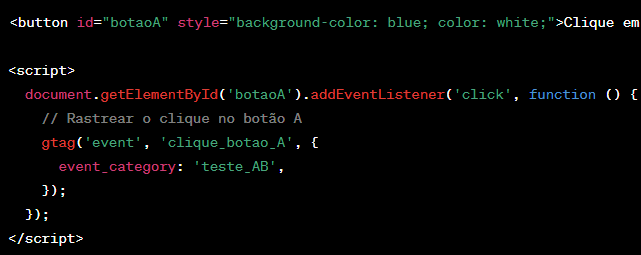 <button id="botaoA" style="background-color: blue; color: white;">Clique em
<script>
document.getElementById('botaoA').addEventListener('click', function () {
// Rastrear o clique no botão A
gtag('event', 'clique_botao_A', {
event_category: 'teste_AB',
});
});
</script>